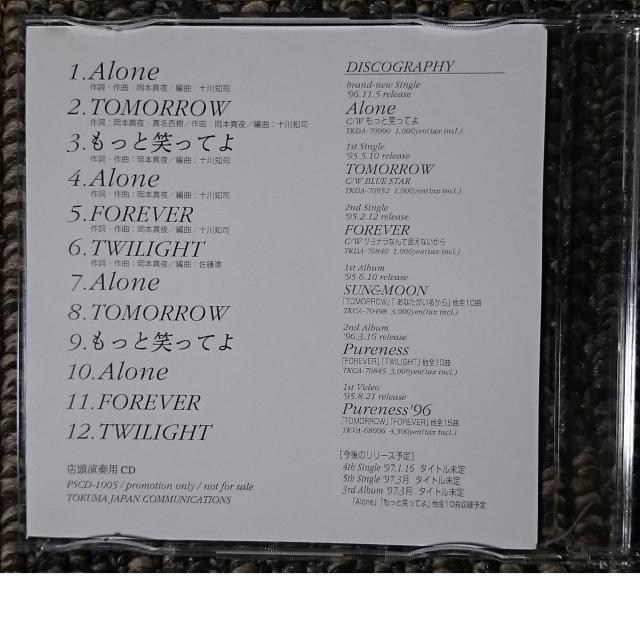 1.Alone
作詞・作曲：岡本真夜／編曲：十川知司
2.TOMORROW
作詞：岡本真夜・真名杏樹／作曲：岡本真夜／編曲：十川知司
3.もっと笑ってよ
作詞・作曲：岡本真夜／編曲：十川知司
4.Alone
作詞・作曲：岡本真夜／編曲：十川知司
5.FOREVER
作詞・作曲：岡本真夜／編曲：十川知司
6.TWILIGHT
作詞・作曲：岡本真夜／編曲：佐藤準
7.Alone
8.TOMORROW
9.もっと笑ってよ
10.Alone
11.FOREVER
12.TWILIGHT
店頭演奏用CD
PSCD-1005 / promotion only / not for sale
TOKUMA JAPAN COMMUNICATIONS
DISCOGRAPHY
brand-new Single
'96.11.5 release
Alone
C/W もっと笑ってよ
TKDA-70990 1,000yen(tax incl.)
1st Single
'95.5.10 release
TOMORROW
C/W BLUE STAR
TKDA-70952 1,000yen(tax incl.)
2nd Single
'95.2.12 release
FOREVER
C/W サヨナラなんて言えないから
TKDA-70840 1,000yen(tax incl.)
1st Album
'95.6.10 release
SUN&MOON
「TOMORROW」「あなたがいるから」他全10曲
TKCA-70498 3,000yen(tax incl.)
2nd Album
'96.3.16 release
Pureness
「FOREVER」「TWILIGHT」他全10曲
TKCA-70845 3,000yen(tax incl.)
1st Video
'95.8.21 release
Pureness'96
「TOMORROW」「FOREVER」他全15曲
TKVA-68006 4,500yen(tax incl.)
［今後のリリース予定］
4th Single '97.1.16 タイトル未定
5th Single '97.3月 タイトル未定
3rd Album '97.3月 タイトル未定
「Alone」「もっと笑ってよ」他全10曲収録予定